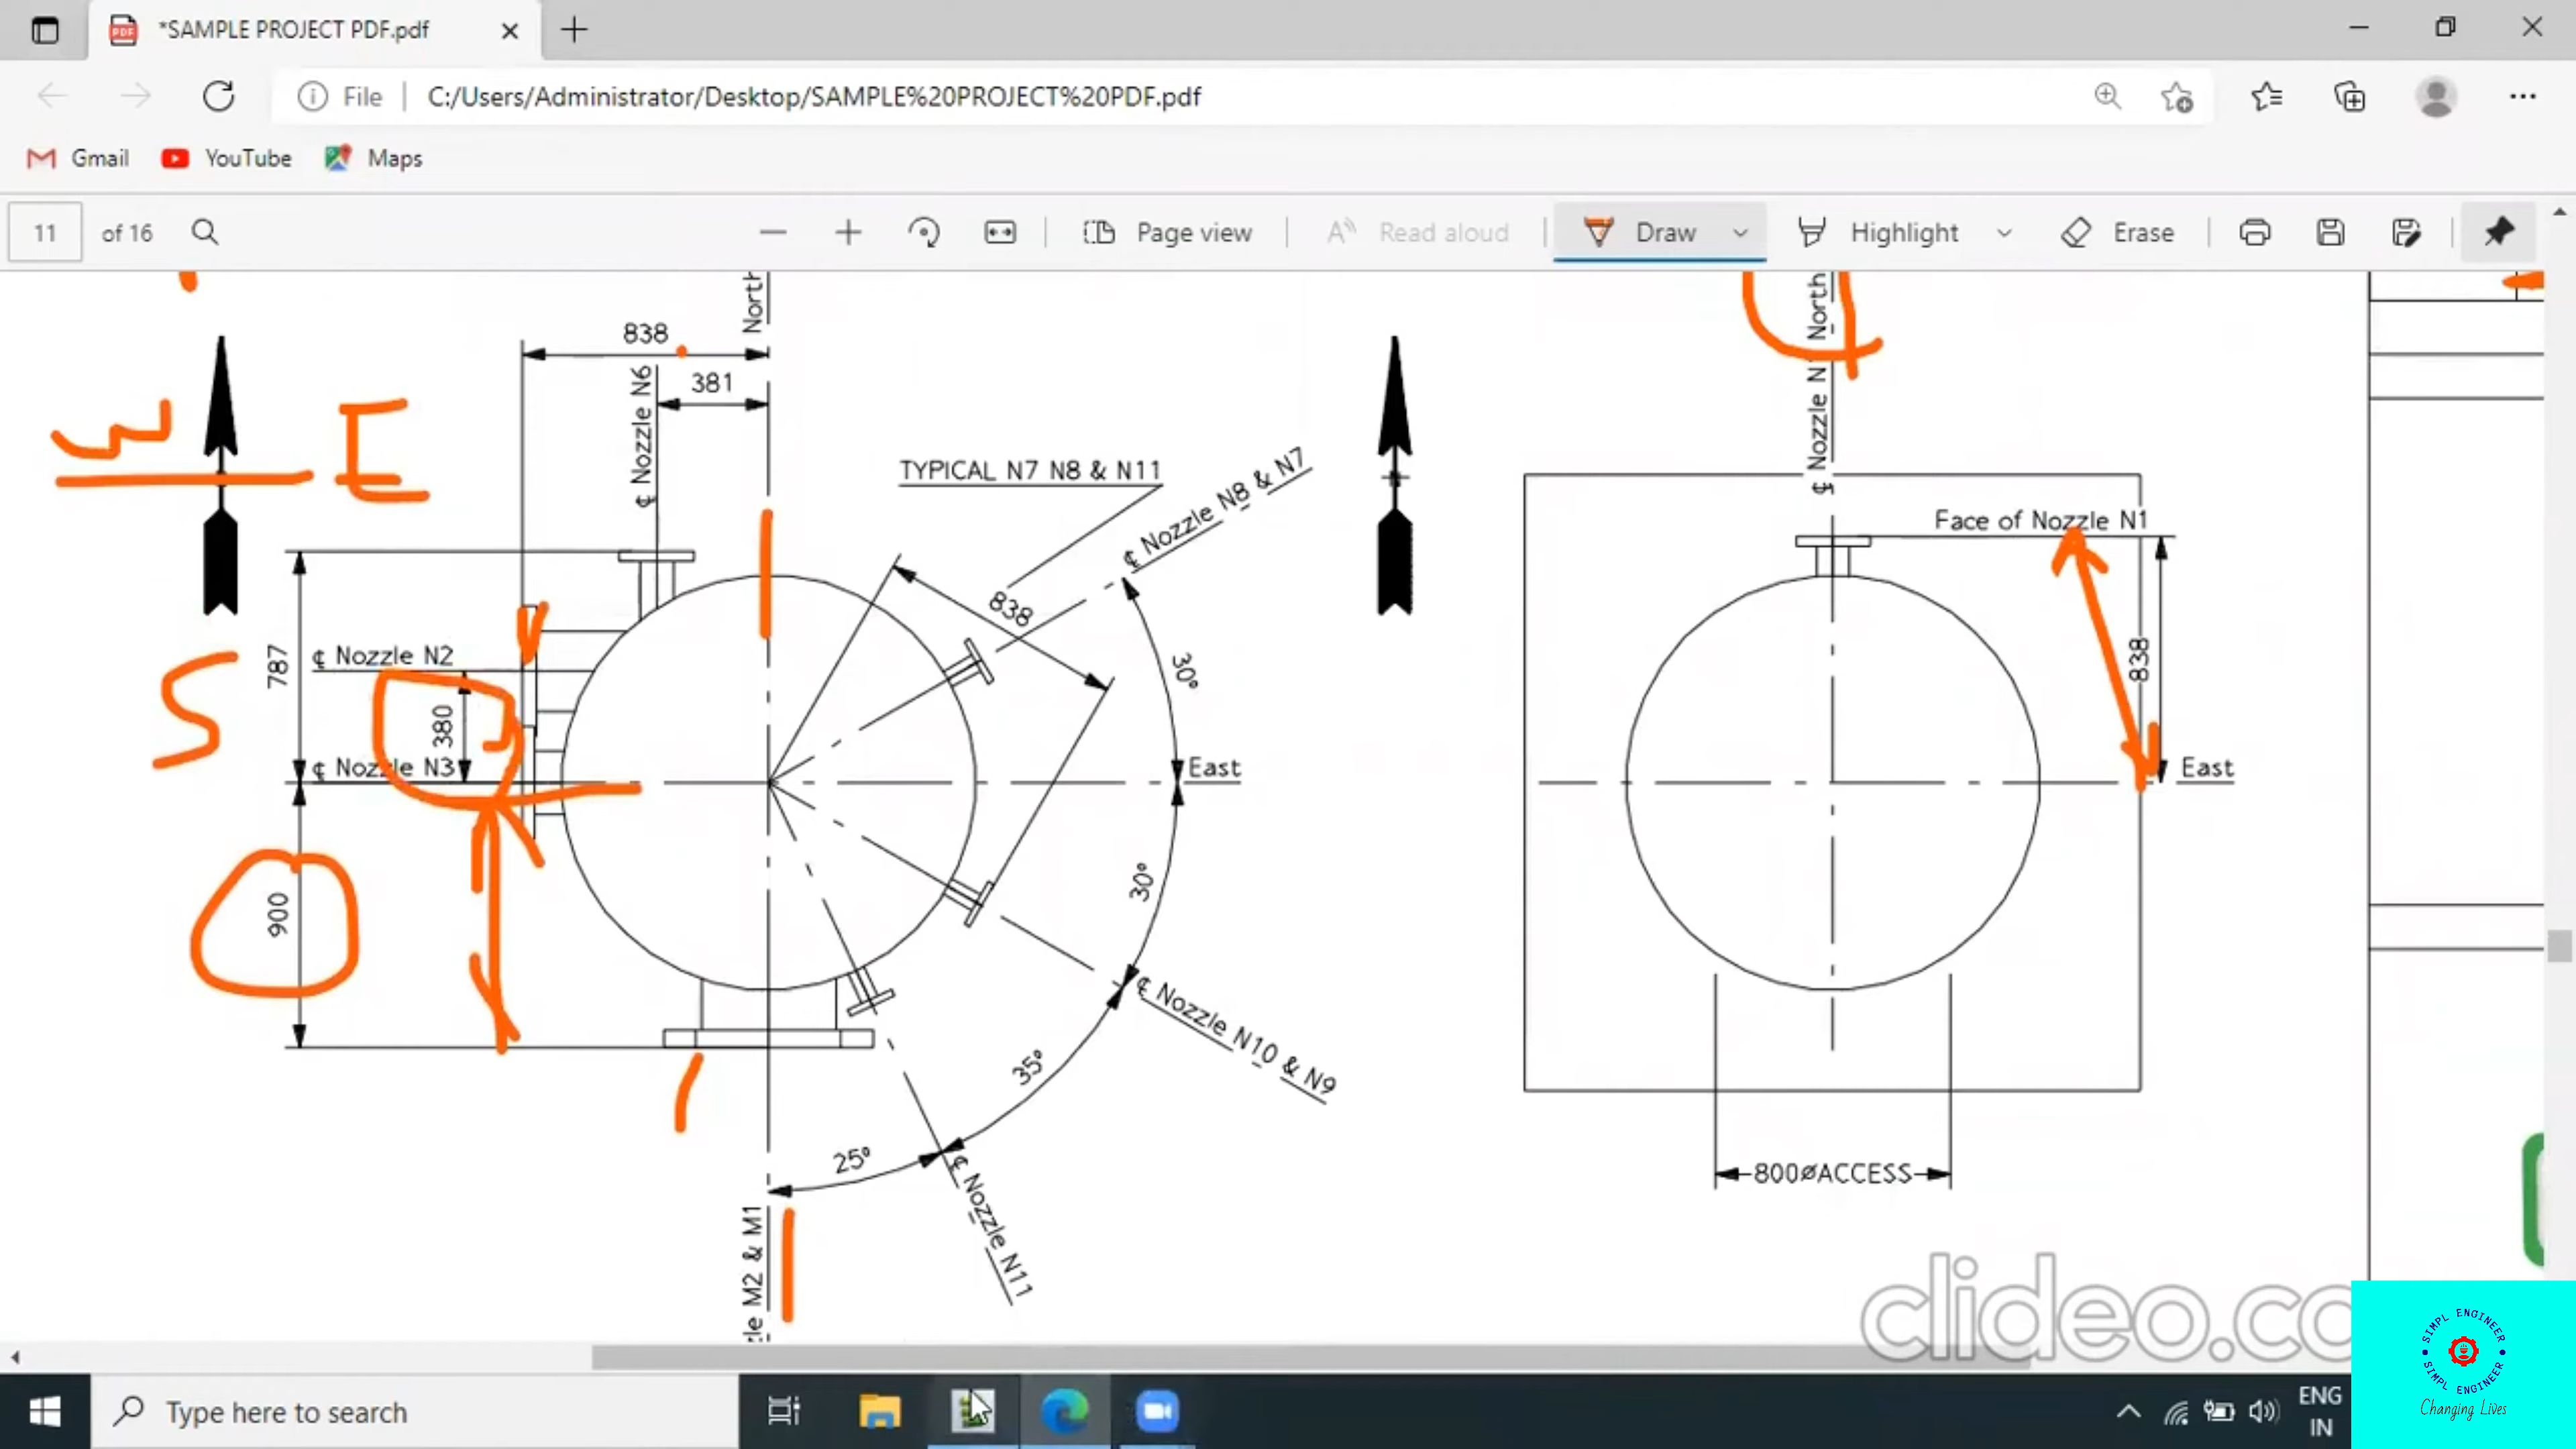 *SAMPLE PROJECT PDF.pdf
File C:/Users/Administrator/Desktop/SAMPLE%20PROJECT%20PDF.pdf
Gmail YouTube Maps
11 of 16 Page view Read aloud Draw Highlight Erase
North
838
381
₵ Nozzle N6
W E
TYPICAL N7 N8 & N11
₵ Nozzle N8 & N7
838
30°
787
₵ Nozzle N2
380
₵ Nozzle N3
S
East
900
30°
₵ Nozzle N10 & N9
35°
25°
₵ Nozzle N11
M2 & M1
North
Face of Nozzle N1
838
East
800øACCESS
clideo.co
SIMPL ENGINEER
SIMPL ENGINEER
Changing Lives
Type here to search
ENG
IN